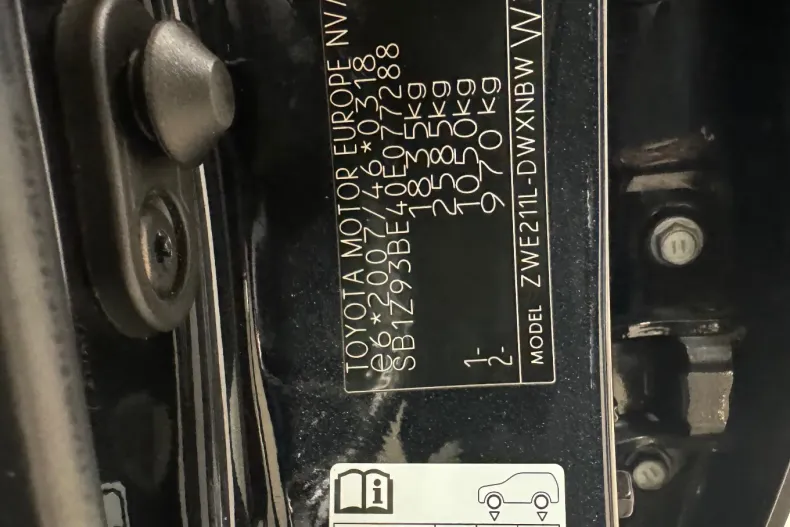 TOYOTA MOTOR EUROPE NV/
e6*2007/46*0318
SB1Z93BE40E077288
1835kg
2585kg
1- 1050kg
2- 970kg
MODEL ZWE211L-DWXNBW
i